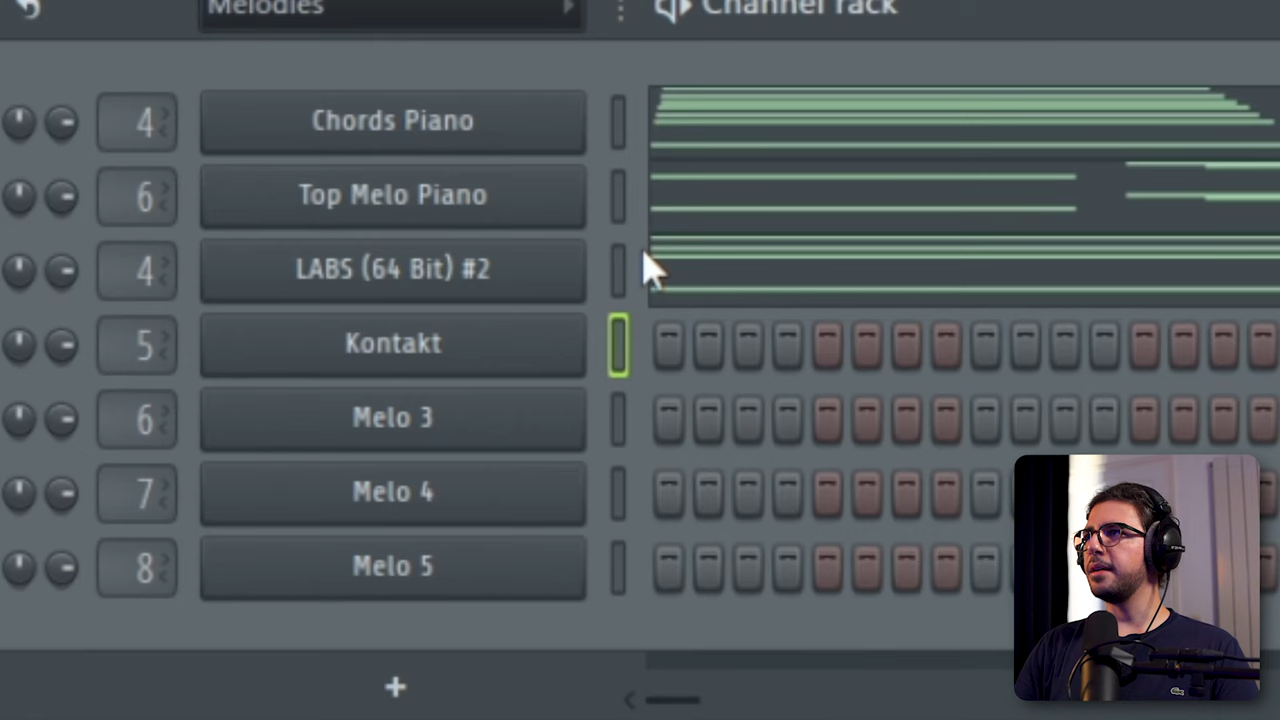 Melodies
Channel rack
4
Chords Piano
6
Top Melo Piano
4
LABS (64 Bit) #2
5
Kontakt
6
Melo 3
7
Melo 4
8
Melo 5
+